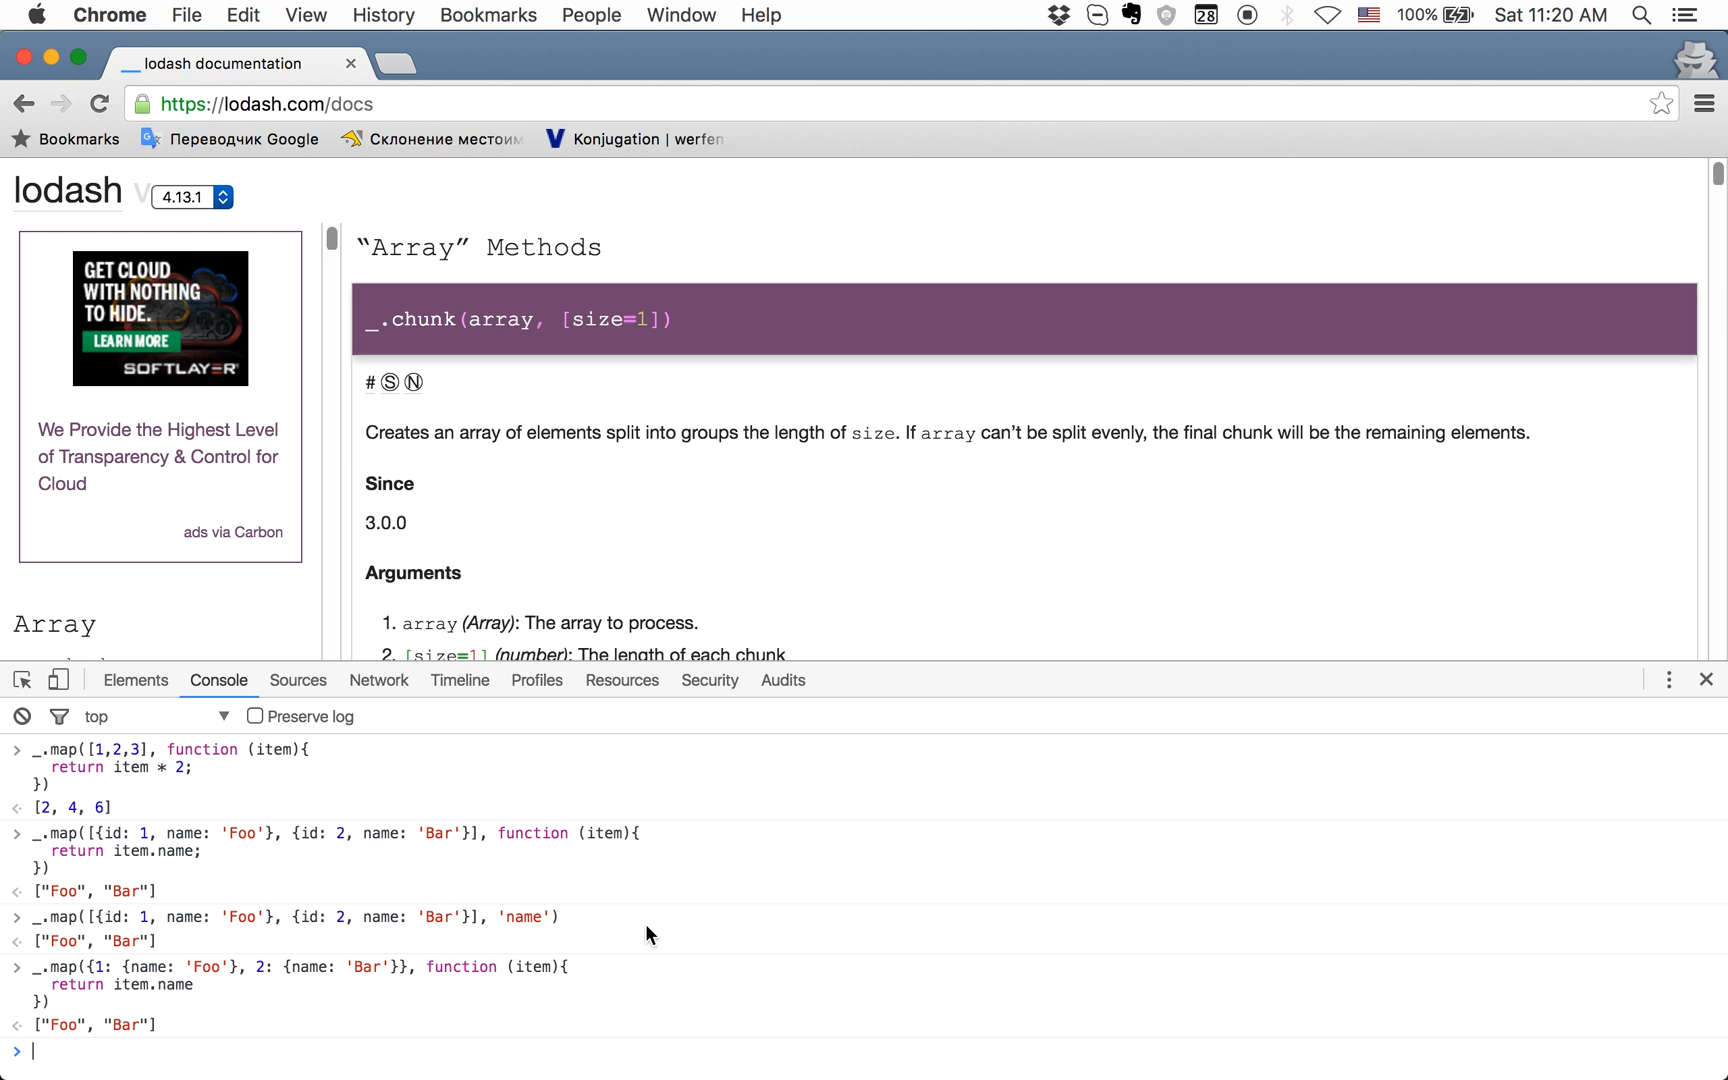 Chrome File Edit View History Bookmarks People Window Help 28 100% Sat 11:20 AM
lodash documentation
https://lodash.com/docs
Bookmarks Переводчик Google Склонение местоим Konjugation | werfen
lodash v 4.13.1
GET CLOUD
WITH NOTHING
TO HIDE.
LEARN MORE
SOFTLAYER
We Provide the Highest Level
of Transparency & Control for
Cloud
ads via Carbon
Array
“Array” Methods
_.chunk(array, [size=1])
# Ⓢ Ⓝ
Creates an array of elements split into groups the length of size. If array can’t be split evenly, the final chunk will be the remaining elements.
Since
3.0.0
Arguments
1. array (Array): The array to process.
2. [size=1] (number): The length of each chunk
Elements Console Sources Network Timeline Profiles Resources Security Audits
top Preserve log
> _.map([1,2,3], function (item){
return item * 2;
})
[2, 4, 6]
> _.map([{id: 1, name: 'Foo'}, {id: 2, name: 'Bar'}], function (item){
return item.name;
})
["Foo", "Bar"]
> _.map([{id: 1, name: 'Foo'}, {id: 2, name: 'Bar'}], 'name')
["Foo", "Bar"]
> _.map({1: {name: 'Foo'}, 2: {name: 'Bar'}}, function (item){
return item.name
})
["Foo", "Bar"]
>